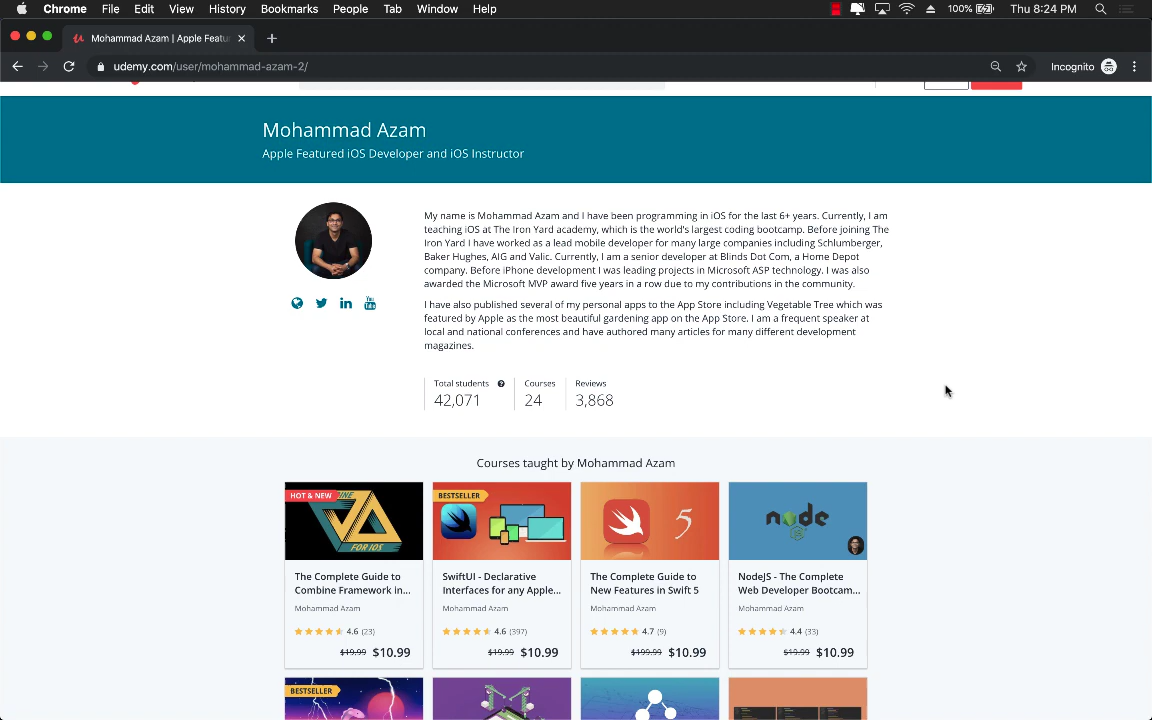 Chrome File Edit View History Bookmarks People Tab Window Help 100% Thu 8:24 PM
Mohammad Azam | Apple Featu
udemy.com/user/mohammad-azam-2/ Incognito
Mohammad Azam
Apple Featured iOS Developer and iOS Instructor
My name is Mohammad Azam and I have been programming in iOS for the last 6+ years. Currently, I am
teaching iOS at The Iron Yard academy, which is the world's largest coding bootcamp. Before joining The
Iron Yard I have worked as a lead mobile developer for many large companies including Schlumberger,
Baker Hughes, AIG and Valic. Currently, I am a senior developer at Blinds Dot Com, a Home Depot
company. Before iPhone development I was leading projects in Microsoft ASP technology. I was also
awarded the Microsoft MVP award five years in a row due to my contributions in the community.
I have also published several of my personal apps to the App Store including Vegetable Tree which was
featured by Apple as the most beautiful gardening app on the App Store. I am a frequent speaker at
local and national conferences and have authored many articles for many different development
magazines.
Total students Courses Reviews
42,071 24 3,868
Courses taught by Mohammad Azam
HOT & NEW
FOR IOS
The Complete Guide to
Combine Framework in...
Mohammad Azam
4.6 (23)
$19.99 $10.99
BESTSELLER
SwiftUI - Declarative
Interfaces for any Apple...
Mohammad Azam
4.6 (397)
$19.99 $10.99
5
The Complete Guide to
New Features in Swift 5
Mohammad Azam
4.7 (9)
$199.99 $10.99
node
NodeJS - The Complete
Web Developer Bootcam...
Mohammad Azam
4.4 (33)
$19.99 $10.99
BESTSELLER